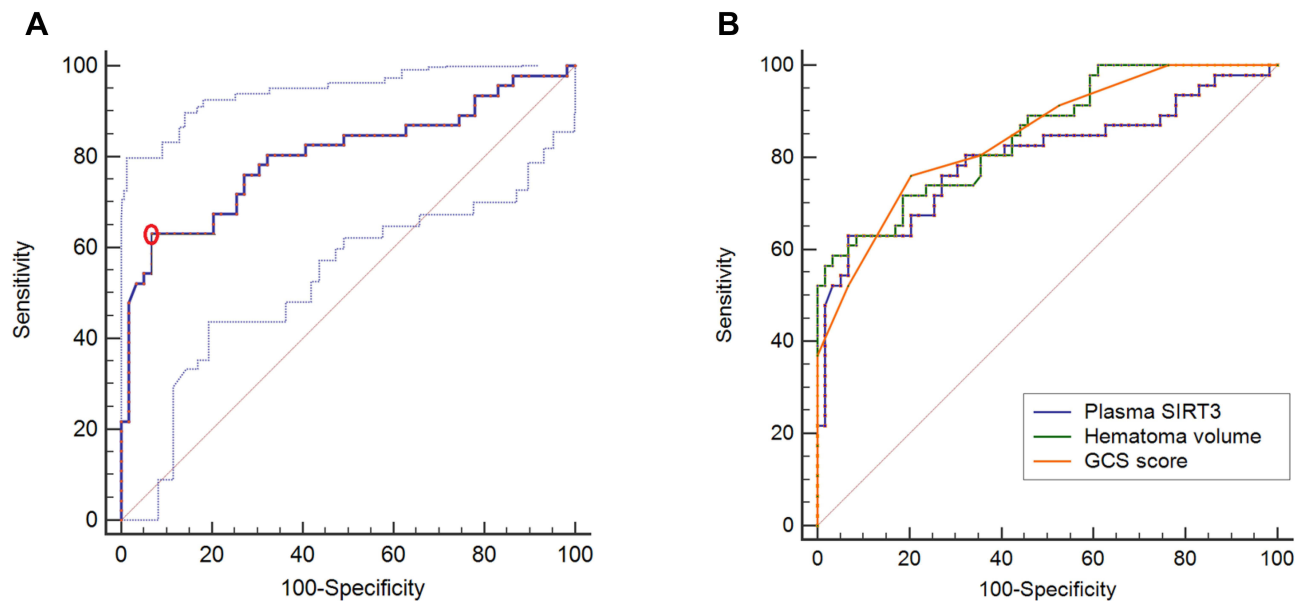 A
B
100
80
60
40
20
0
Sensitivity
0 20 40 60 80 100
100-Specificity
100
80
60
40
20
0
Sensitivity
0 20 40 60 80 100
100-Specificity
Plasma SIRT3
Hematoma volume
GCS score